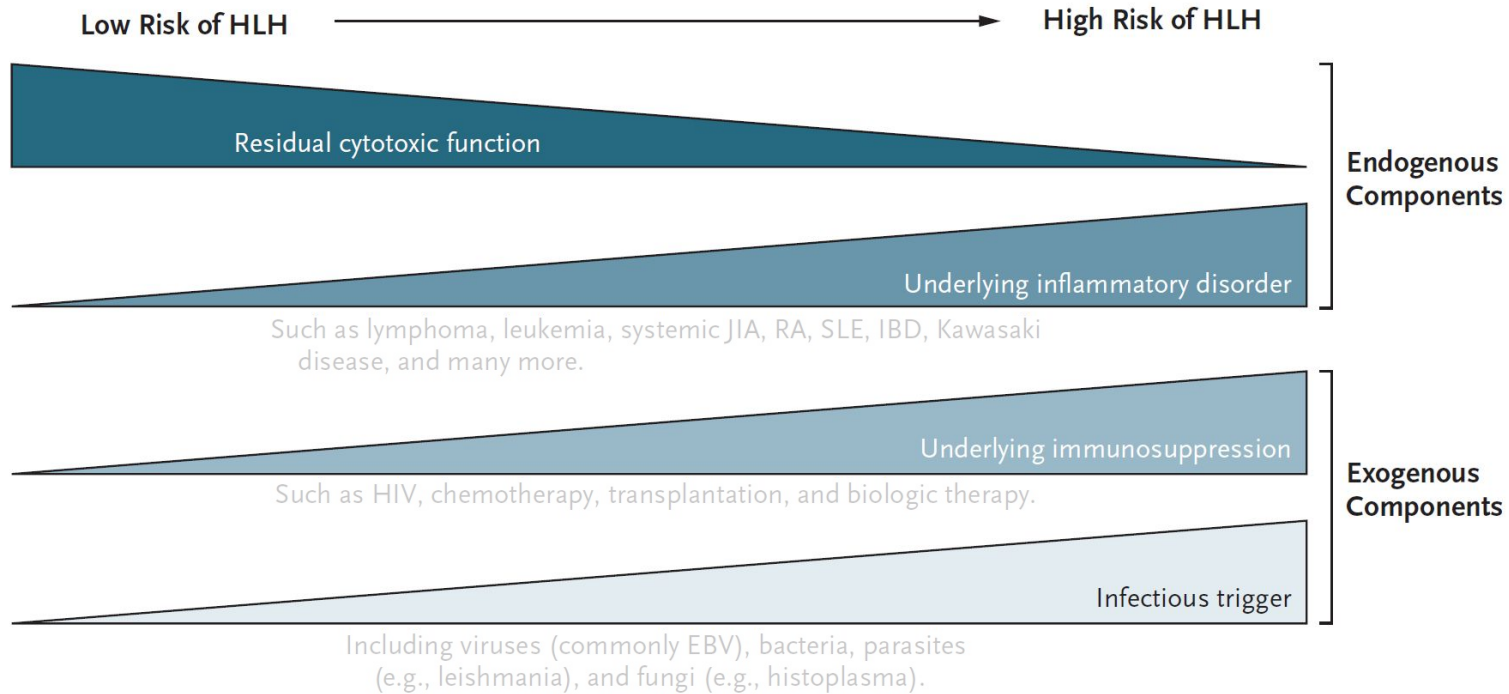 Low Risk of HLH
High Risk of HLH
Residual cytotoxic function
Endogenous
Components
Underlying inflammatory disorder
Such as lymphoma, leukemia, systemic JIA, RA, SLE, IBD, Kawasaki
disease, and many more.
Underlying immunosuppression
Exogenous
Components
Such as HIV, chemotherapy, transplantation, and biologic therapy.
Infectious trigger
Including viruses (commonly EBV), bacteria, parasites
(e.g., leishmania), and fungi (e.g., histoplasma).